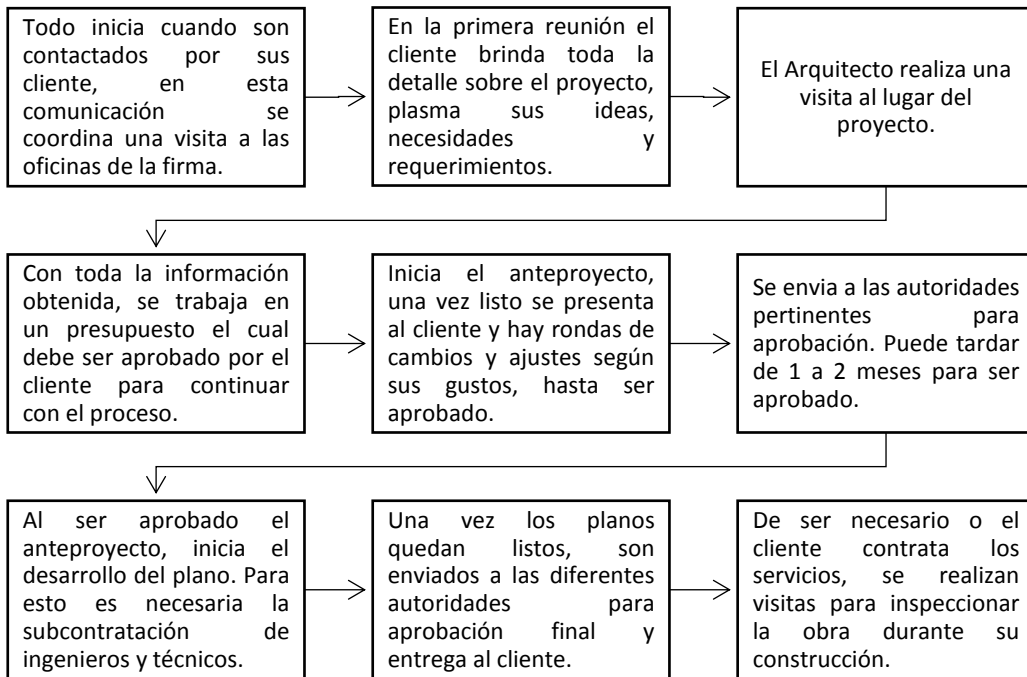 Todo inicia cuando son
contactados por sus
cliente, en esta
comunicación se
coordina una visita a las
oficinas de la firma.
En la primera reunión el
cliente brinda toda la
detalle sobre el proyecto,
plasma sus ideas,
necesidades y
requerimientos.
El Arquitecto realiza una
visita al lugar del
proyecto.
Con toda la información
obtenida, se trabaja en
un presupuesto el cual
debe ser aprobado por el
cliente para continuar
con el proceso.
Inicia el anteproyecto,
una vez listo se presenta
al cliente y hay rondas de
cambios y ajustes según
sus gustos, hasta ser
aprobado.
Se envia a las autoridades
pertinentes para
aprobación. Puede tardar
de 1 a 2 meses para ser
aprobado.
Al ser aprobado el
anteproyecto, inicia el
desarrollo del plano. Para
esto es necesaria la
subcontratación de
ingenieros y técnicos.
Una vez los planos
quedan listos, son
enviados a las diferentes
autoridades para
aprobación final y
entrega al cliente.
De ser necesario o el
cliente contrata los
servicios, se realizan
visitas para inspeccionar
la obra durante su
construcción.